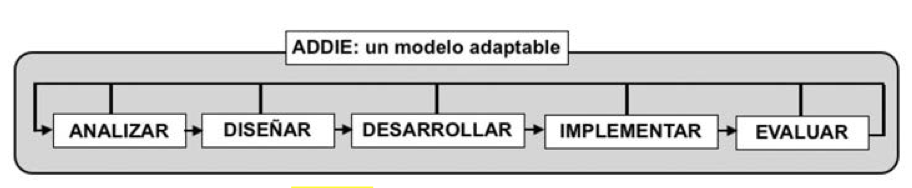 ADDIE: un modelo adaptable
ANALIZAR DISEÑAR DESARROLLAR IMPLEMENTAR EVALUAR